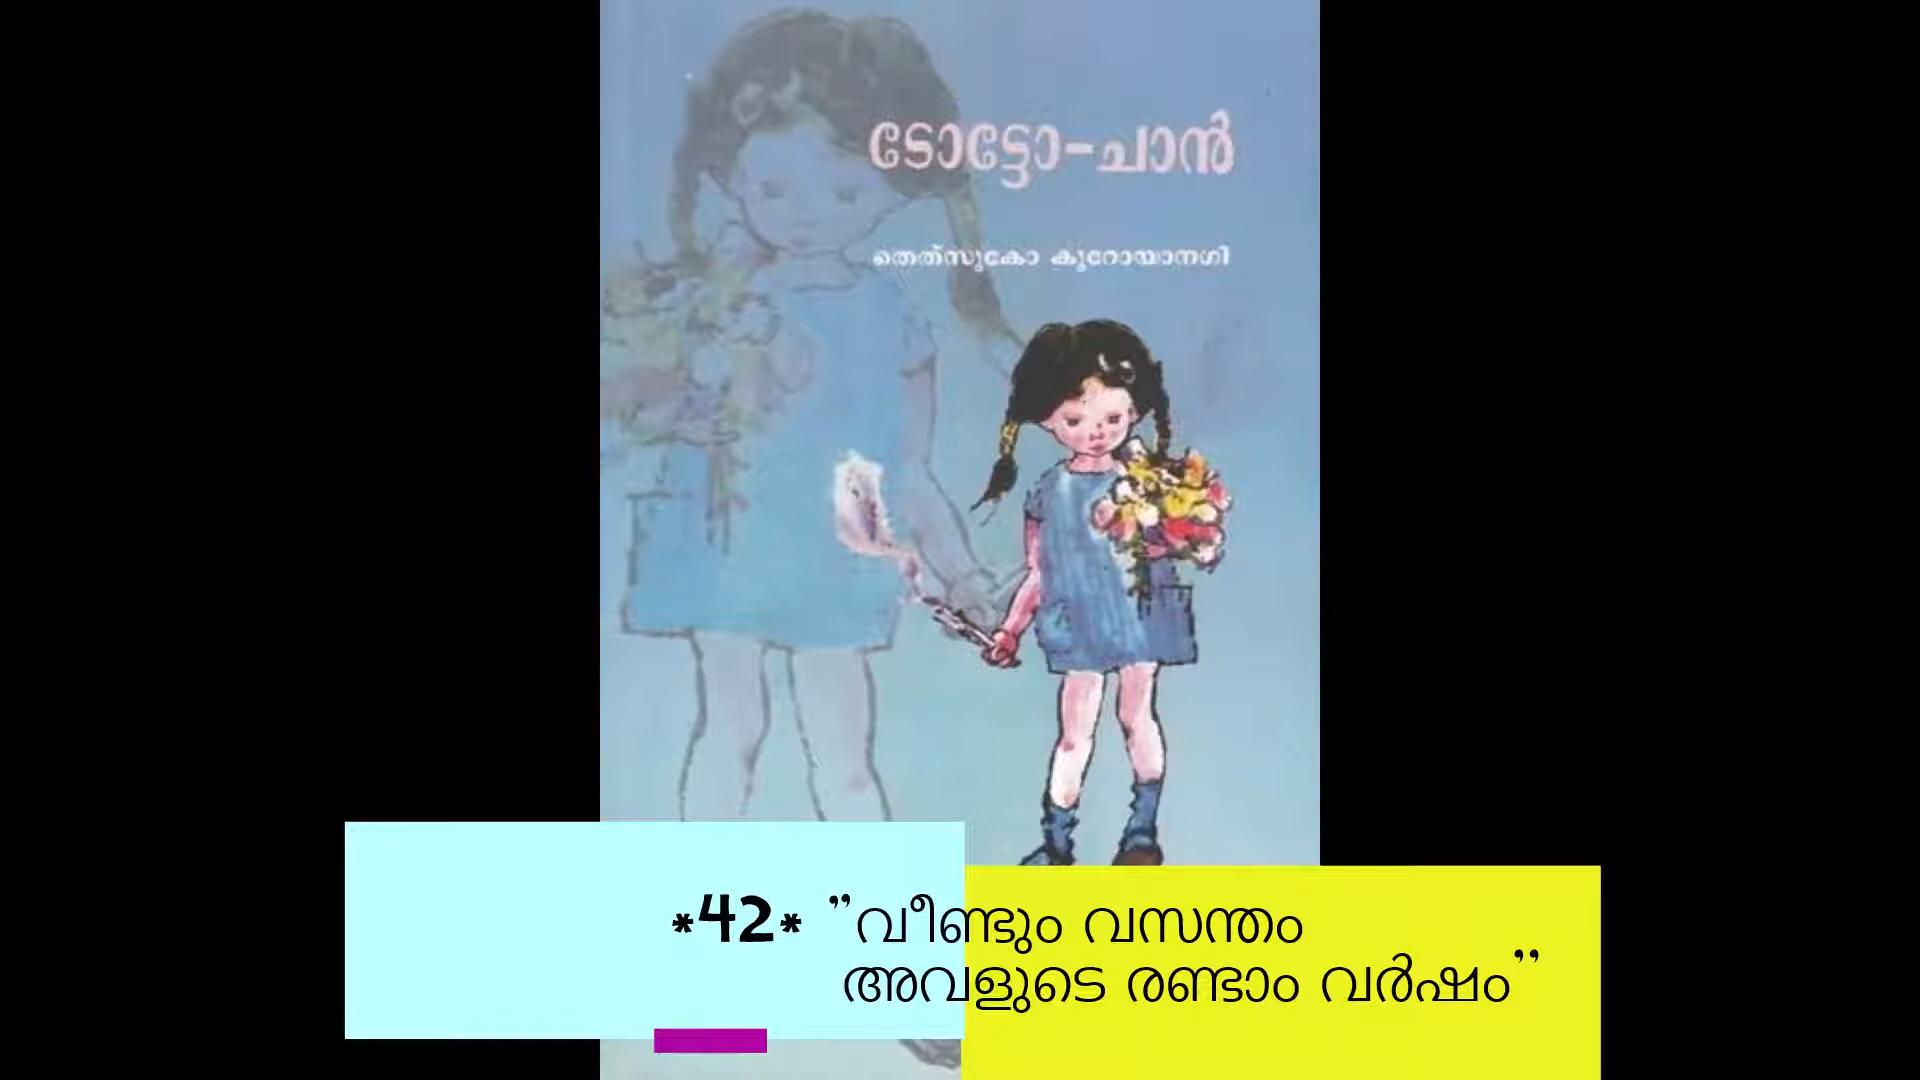 ടോട്ടോ-ചാൻ
തെത്സുകോ കുറോയാനഗി
*42* ”വീണ്ടും വസന്തം
അവളുടെ രണ്ടാം വർഷം”